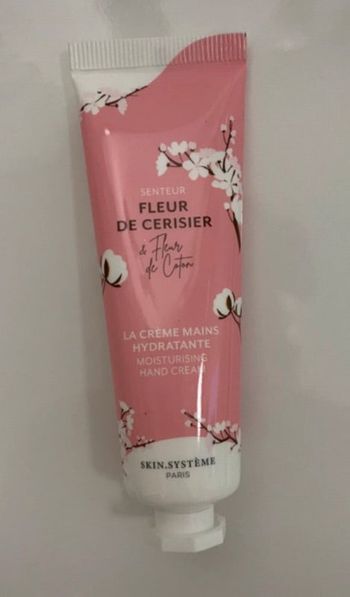 SENTEUR
FLEUR
DE CERISIER
& Fleur
de Coton
LA CRÈME MAINS
HYDRATANTE
MOISTURISING
HAND CREAM
SKIN.SYSTÈME
PARIS